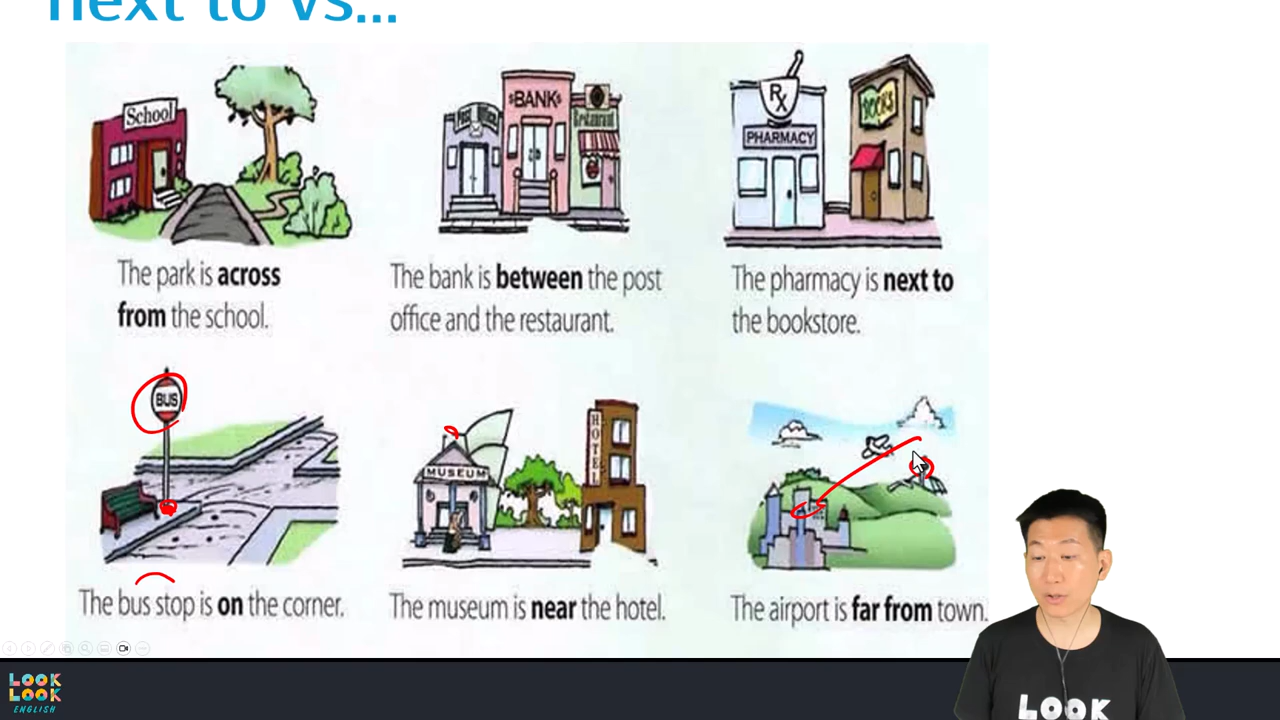 next to vs...
School
Post Office
$BANK$
Restaurant
RX
PHARMACY
BOOKS
The park is across
from the school.
The bank is between the post
office and the restaurant.
The pharmacy is next to
the bookstore.
BUS
MUSEUM
HOTEL
The bus stop is on the corner.
The museum is near the hotel.
The airport is far from town.
LOOK
LOOK
ENGLISH
LOOK